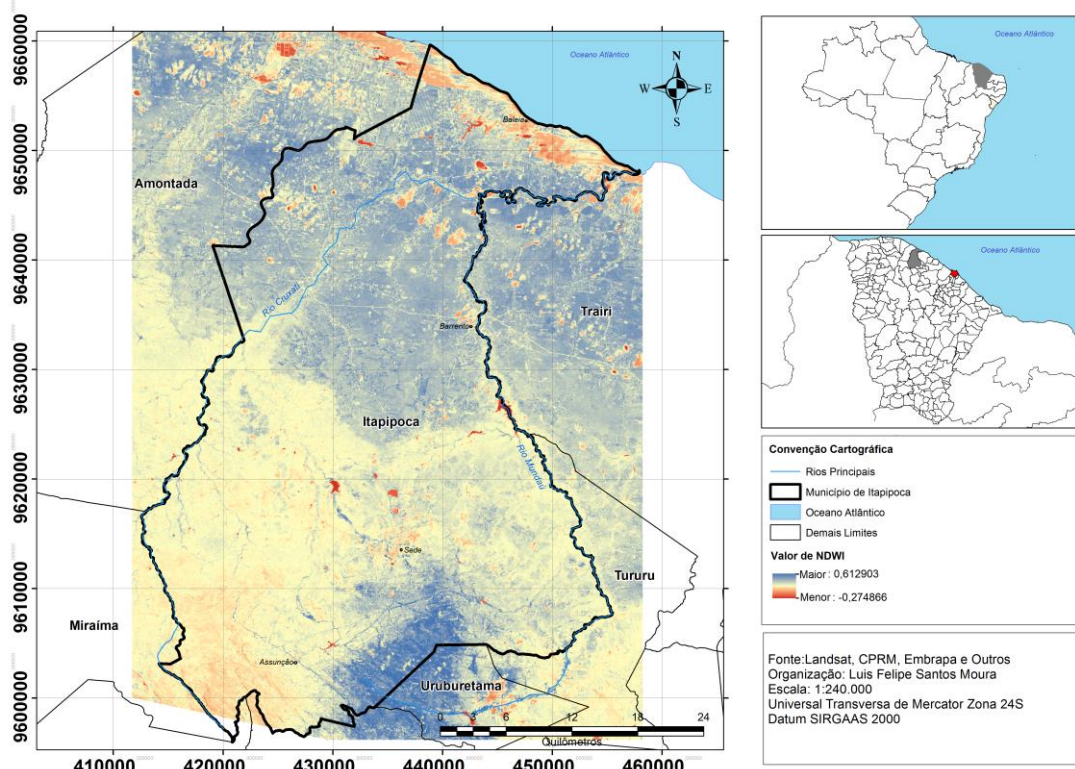 Oceano Atlântico
N
W
E
S
Baleia
Amontada
Rio Cruxati
Trairi
Barrento
Itapipoca
Rio Mundaú
Sede
Tururu
Miraíma
Assunção
Uruburetama
0 3 6 12 18 24
Quilômetros
9660000
9650000
9640000
9630000
9620000
9610000
9600000
410000 420000 430000 440000 450000 460000
Oceano Atlântico
Oceano Atlântico
Convenção Cartográfica
Rios Principais
Município de Itapipoca
Oceano Atlântico
Demais Limites
Valor de NDWI
Maior : 0,612903
Menor : -0,274866
Fonte:Landsat, CPRM, Embrapa e Outros
Organização: Luis Felipe Santos Moura
Escala: 1:240.000
Universal Transversa de Mercator Zona 24S
Datum SIRGAAS 2000